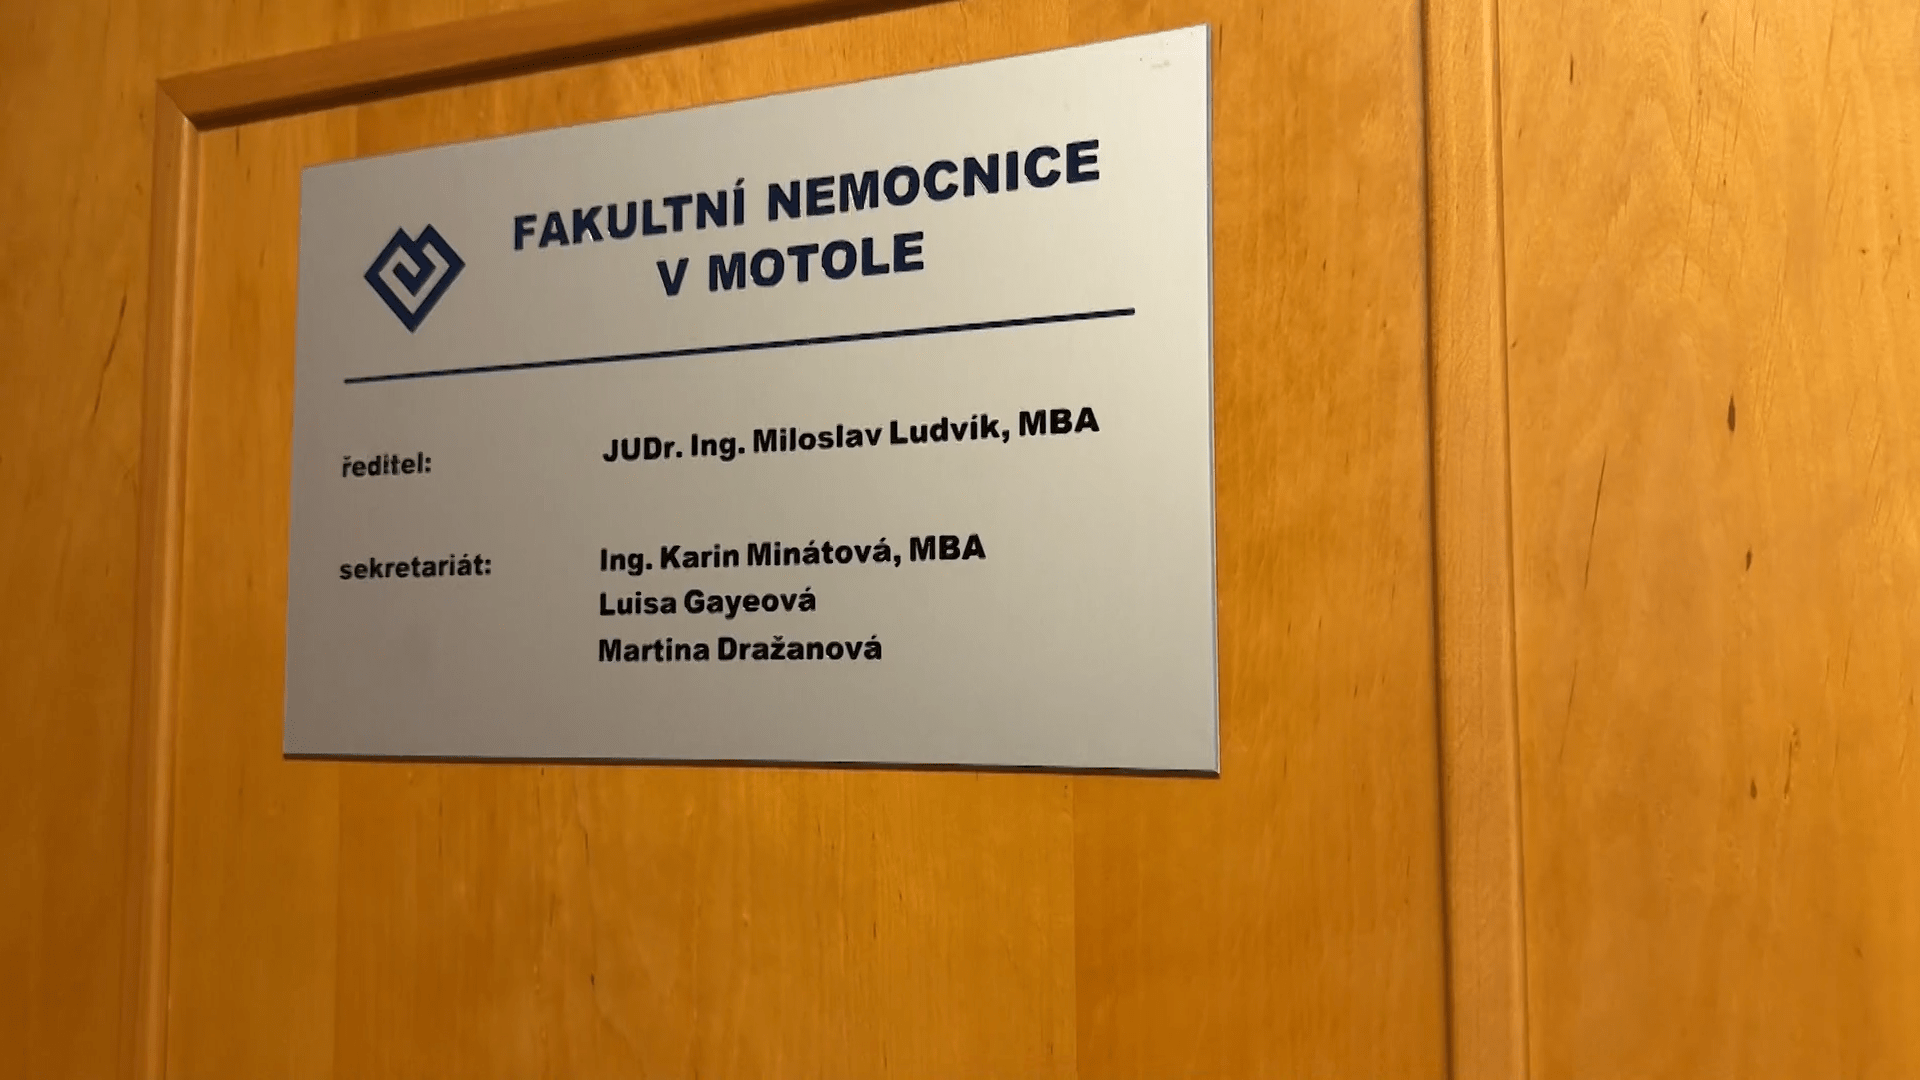 FAKULTNÍ NEMOCNICE
V MOTOLE
ředitel: JUDr. Ing. Miloslav Ludvík, MBA
sekretariát: Ing. Karin Minátová, MBA
Luisa Gayeová
Martina Dražanová